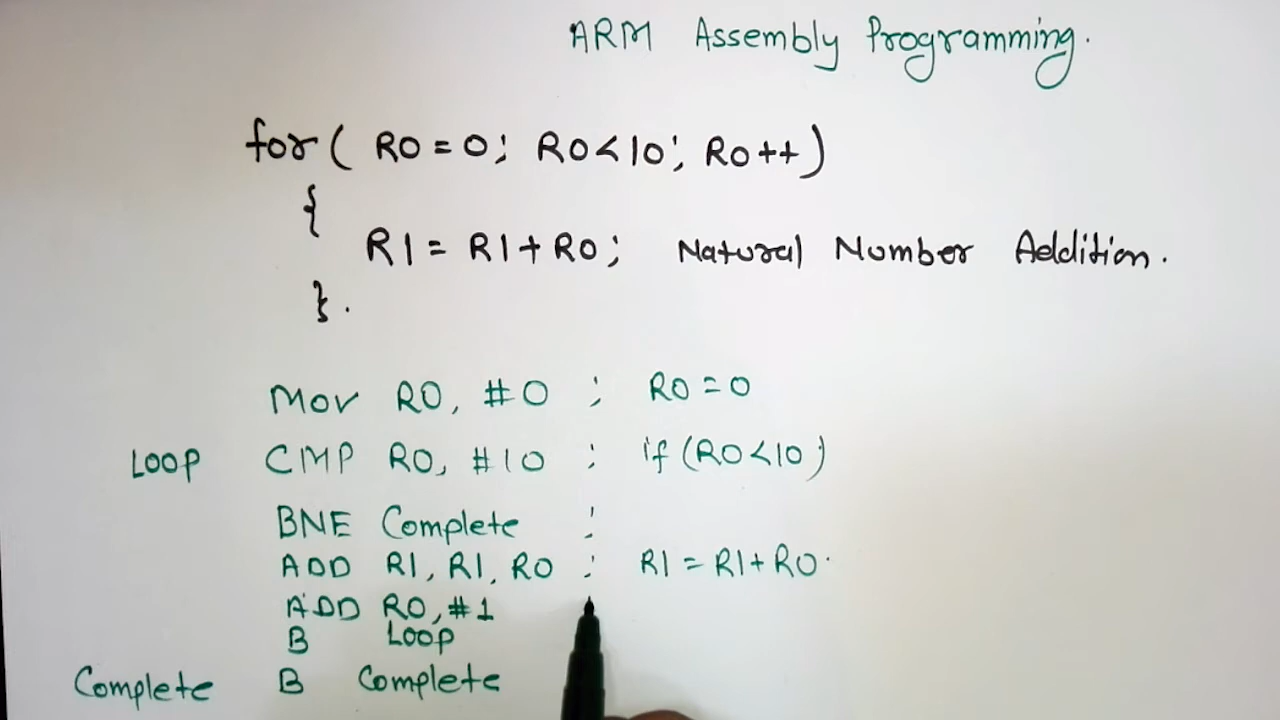 ARM Assembly Programming.
for( R0 = 0; R0<10; R0++)
{
R1 = R1 + R0; Natural Number Addition.
}.
MOV R0, #0 ; R0 = 0
LOOP CMP R0, #10 ; if (R0<10)
BNE Complete ;
ADD R1, R1, R0 ; R1 = R1 + R0.
ADD R0, #1
B LOOP
Complete B Complete